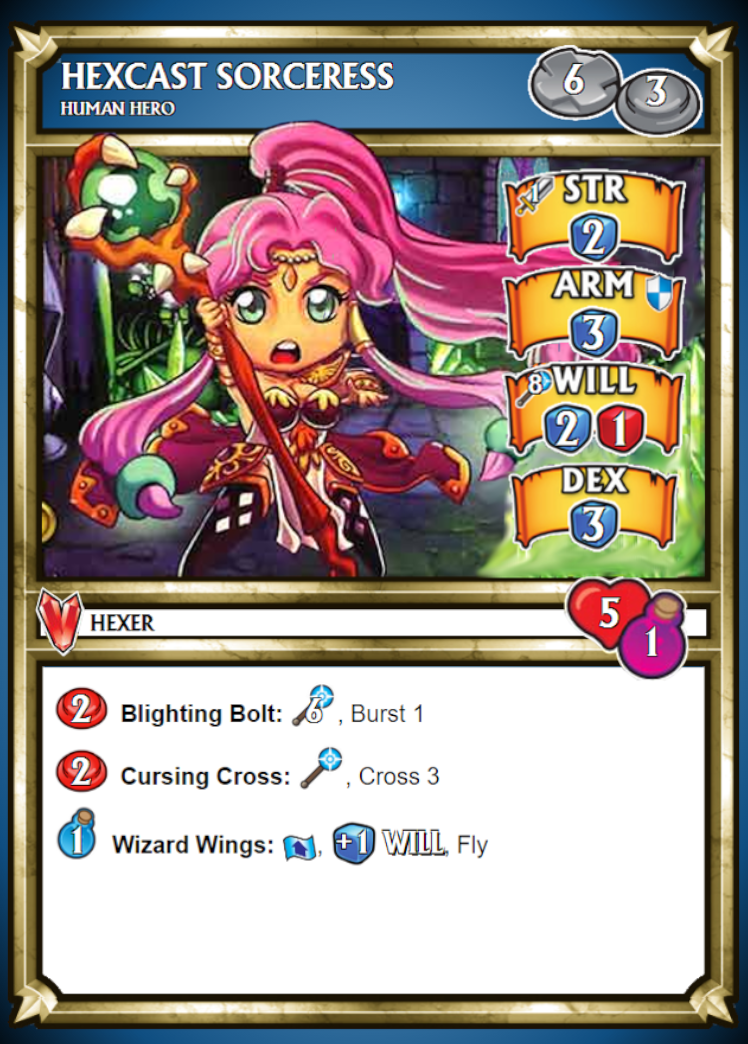 HEXCAST SORCERESS
6 3
HUMAN HERO
1 STR
2
ARM
3
8 WILL
2 1
DEX
3
HEXER
5
1
2 Blighting Bolt: 6, Burst 1
2 Cursing Cross: , Cross 3
1 Wizard Wings: , +1 WILL, Fly